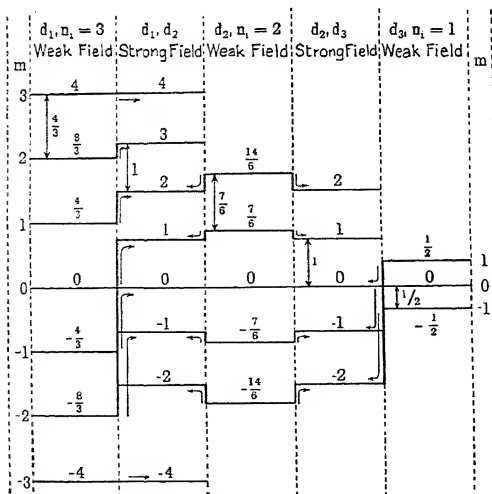 d₁, nᵢ = 3 d₁, d₂ d₂, nᵢ = 2 d₂, d₃ d₃, nᵢ = 1
m Weak Field Strong Field Weak Field Strong Field Weak Field m
3 4 4
4/3
8/3 3
2 14/6
1 2 2
7/6
4/3 7/6
1 1 1
1 1/2 1
0 0 0 0 0 0 0
1/2
-4/3 -1 -7/6 -1 -1/2 -1
-1
-8/3 -2 -14/6 -2
-2
-3 -4 -4